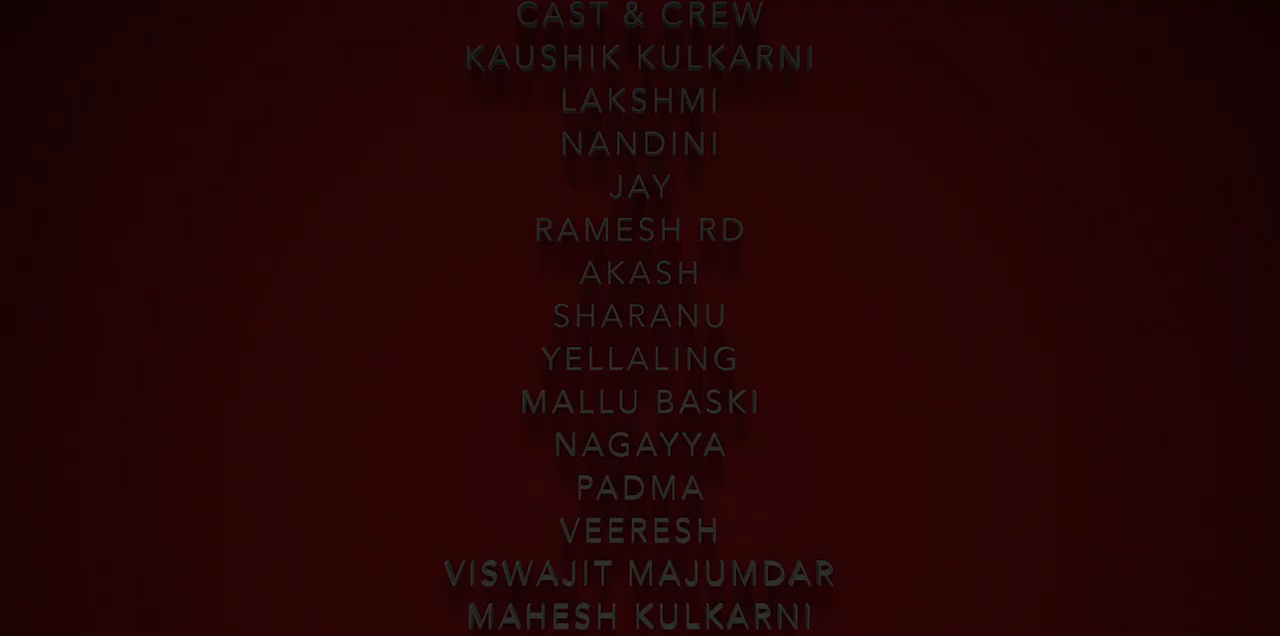 CAST & CREW
KAUSHIK KULKARNI
LAKSHMI
NANDINI
JAY
RAMESH RD
AKASH
SHARANU
YELLALING
MALLU BASKI
NAGAYYA
PADMA
VEERESH
VISWAJIT MAJUMDAR
MAHESH KULKARNI